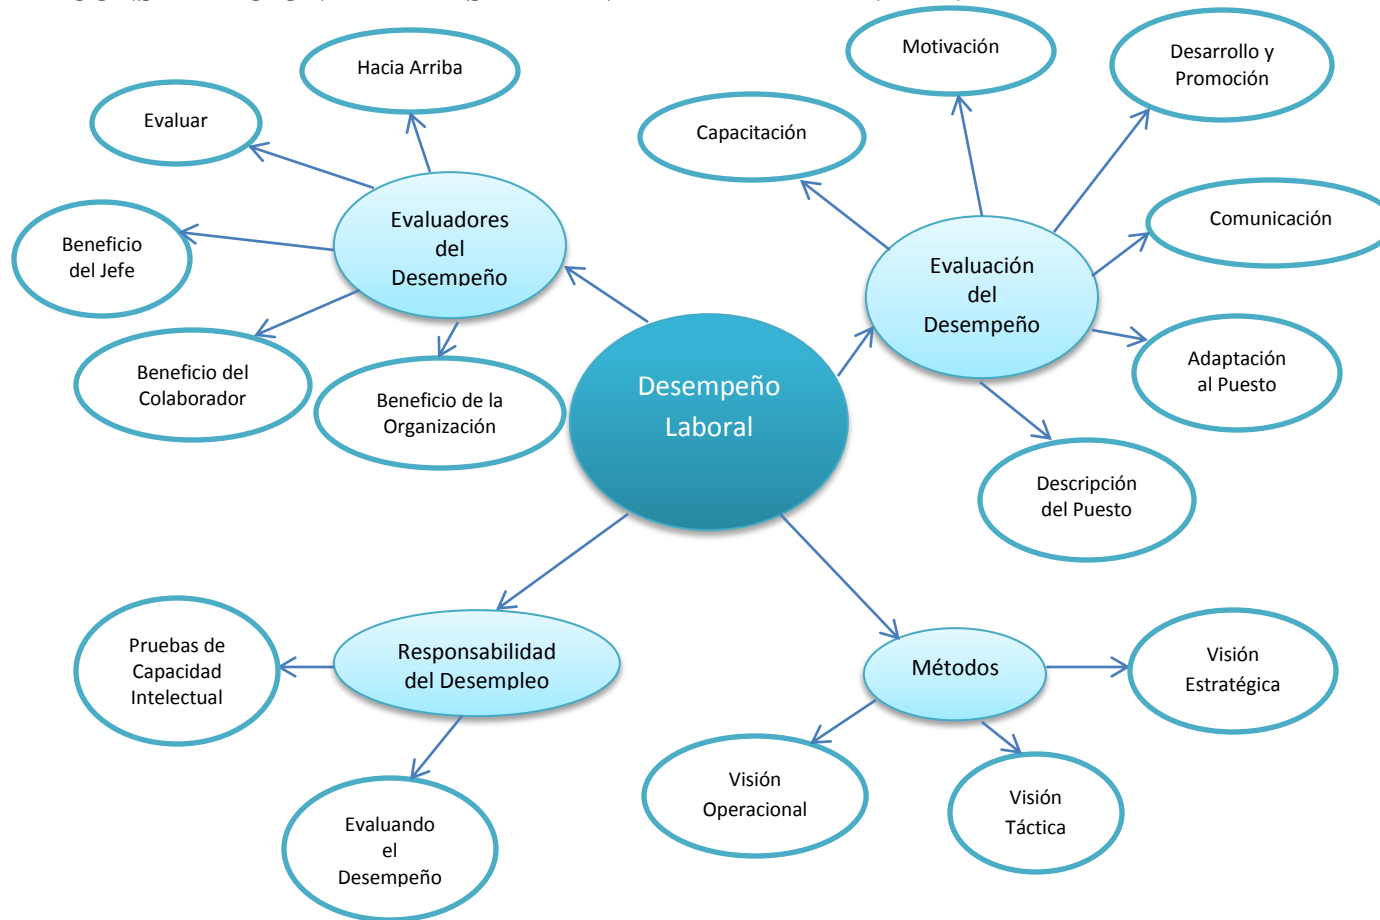 Hacia Arriba
Evaluar
Evaluadores
del
Desempeño
Beneficio
del Jefe
Beneficio del
Colaborador
Beneficio de la
Organización
Motivación
Desarrollo y
Promoción
Capacitación
Comunicación
Evaluación
del
Desempeño
Adaptación
al Puesto
Descripción
del Puesto
Desempeño
Laboral
Responsabilidad
del Desempleo
Pruebas de
Capacidad
Intelectual
Evaluando
el
Desempeño
Métodos
Visión
Estratégica
Visión
Operacional
Visión
Táctica